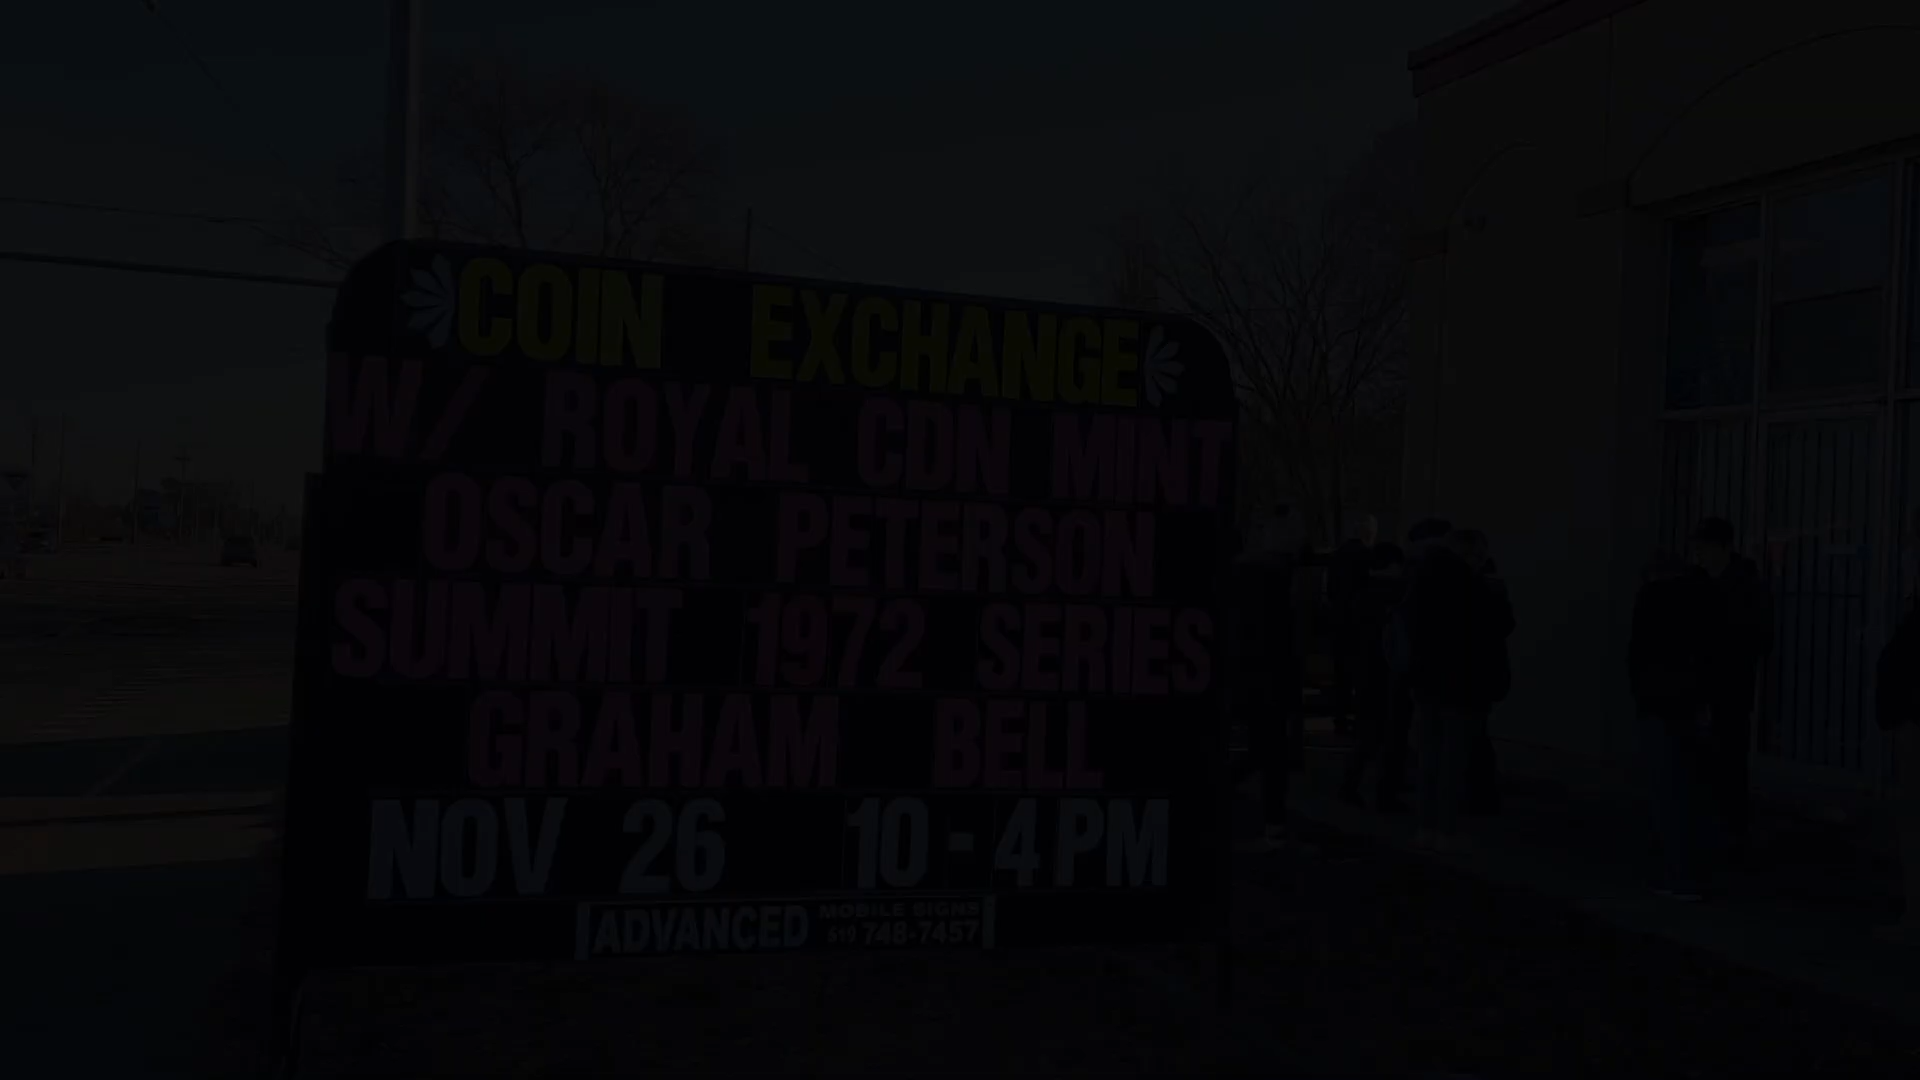 COIN EXCHANGE
W/ ROYAL CDN MINT
OSCAR PETERSON
SUMMIT 1972 SERIES
GRAHAM BELL
NOV 26 10-4PM
ADVANCED MOBILE SIGNS
519 748-7457